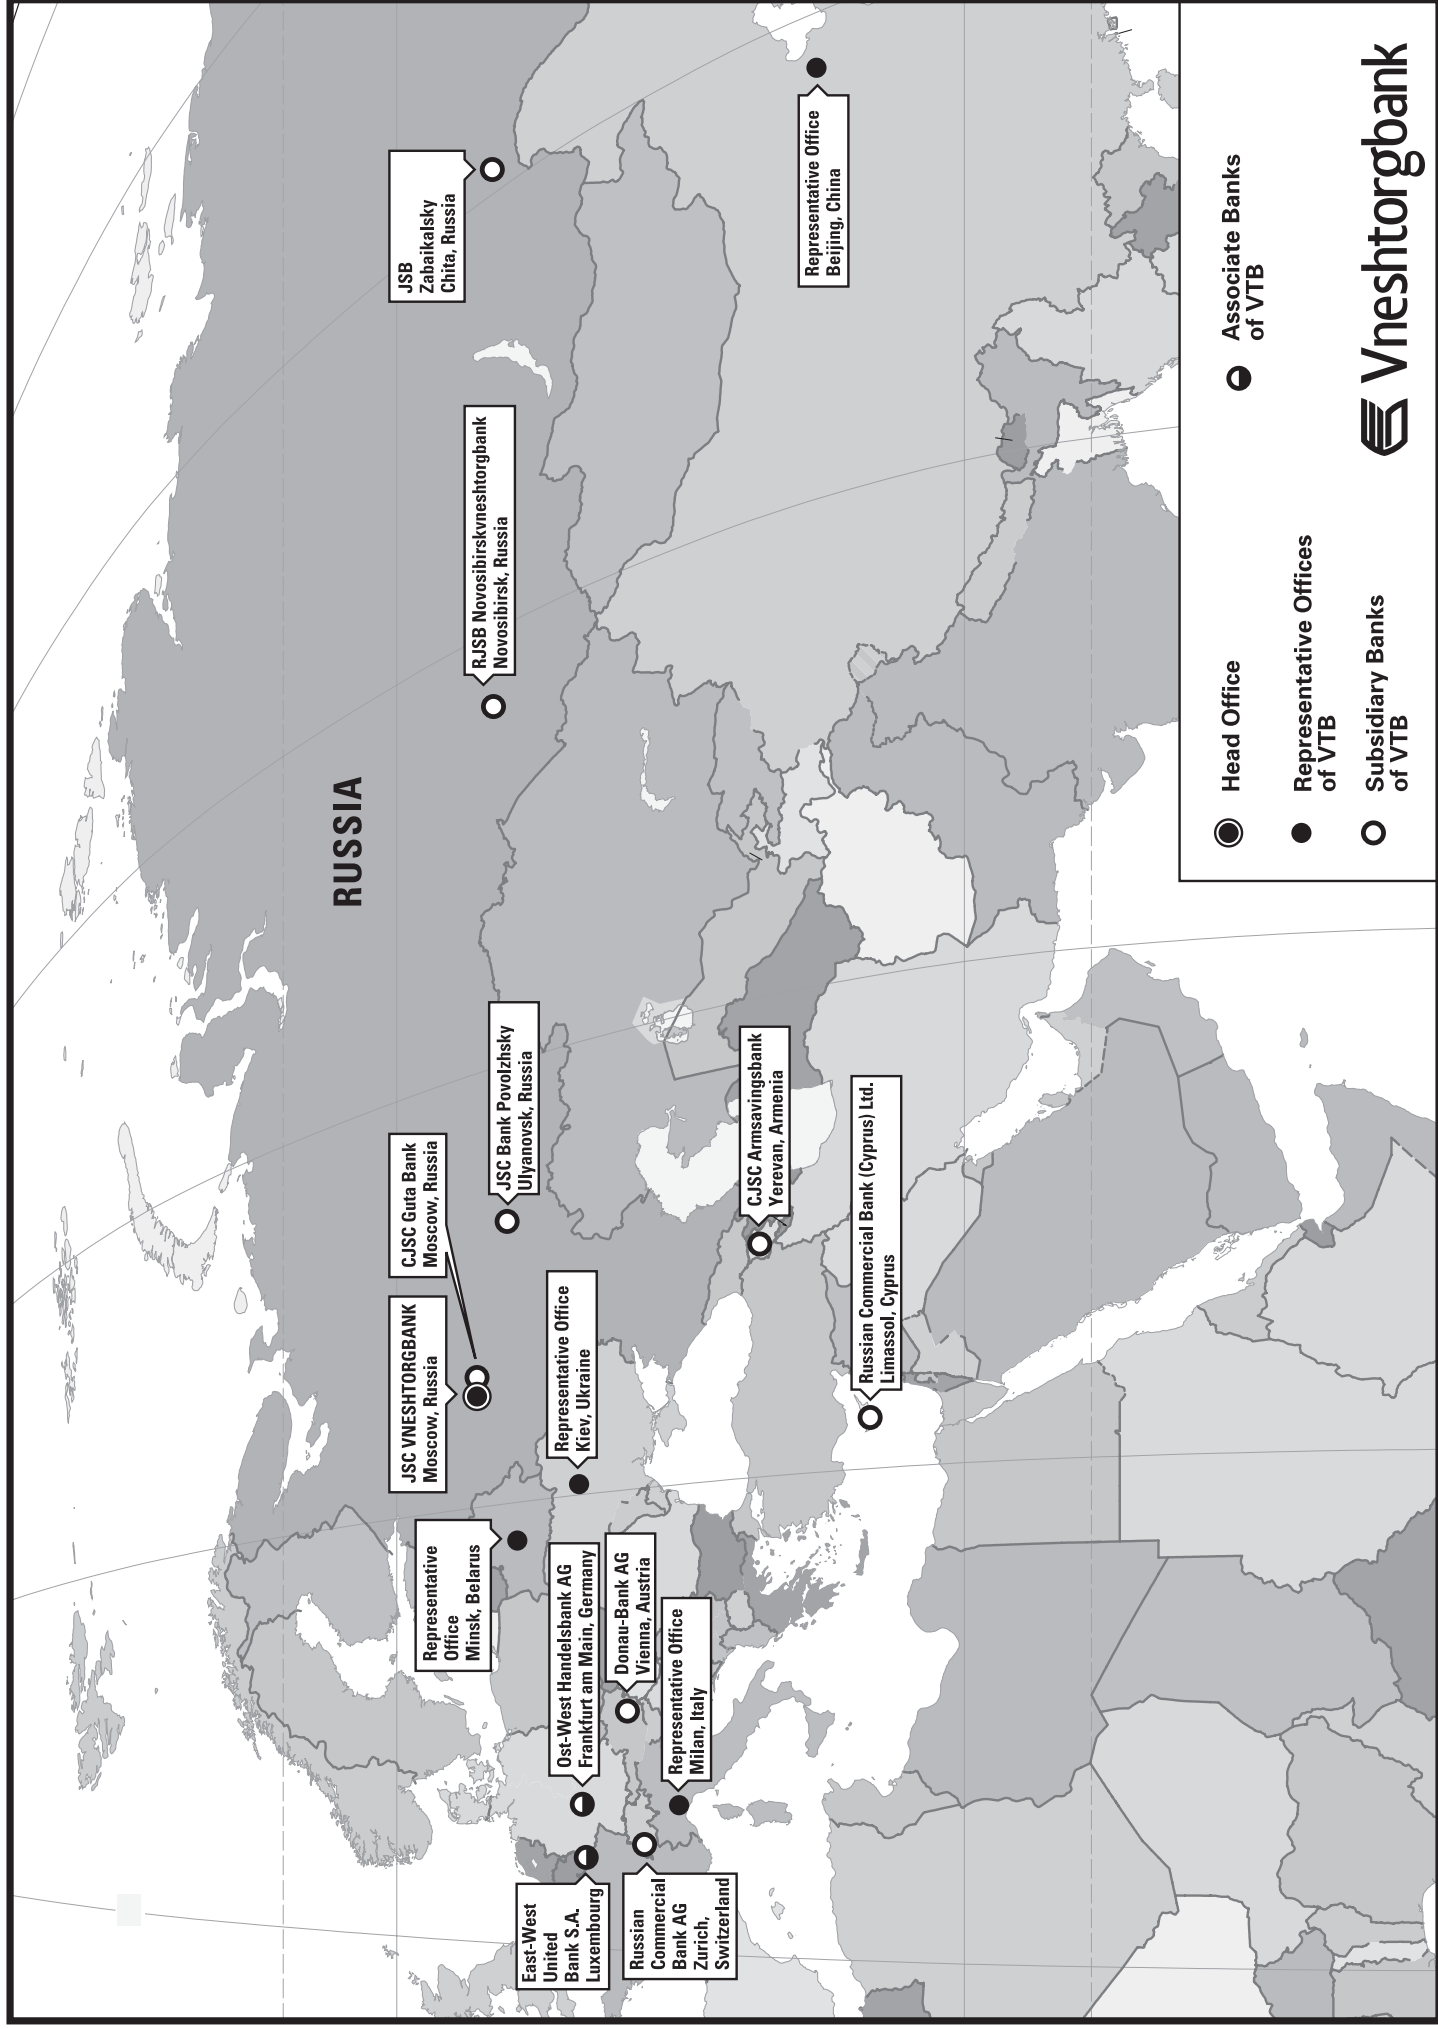 RUSSIA
JSC VNESHTORGBANK
Moscow, Russia
CJSC Guta Bank
Moscow, Russia
JSB
Zabaikalsky
Chita, Russia
RJSB Novosibirskvneshtorgbank
Novosibirsk, Russia
JSC Bank Povolzhsky
Ulyanovsk, Russia
Representative
Office
Minsk, Belarus
Representative Office
Kiev, Ukraine
East-West
United
Bank S.A.
Luxembourg
Ost-West Handelsbank AG
Frankfurt am Main, Germany
Donau-Bank AG
Vienna, Austria
Russian
Commercial
Bank AG
Zurich,
Switzerland
Representative Office
Milan, Italy
CJSC Armsavingsbank
Yerevan, Armenia
Russian Commercial Bank (Cyprus) Ltd.
Limassol, Cyprus
Representative Office
Beijing, China
Head Office
Representative Offices
of VTB
Subsidiary Banks
of VTB
Associate Banks
of VTB
Vneshtorgbank